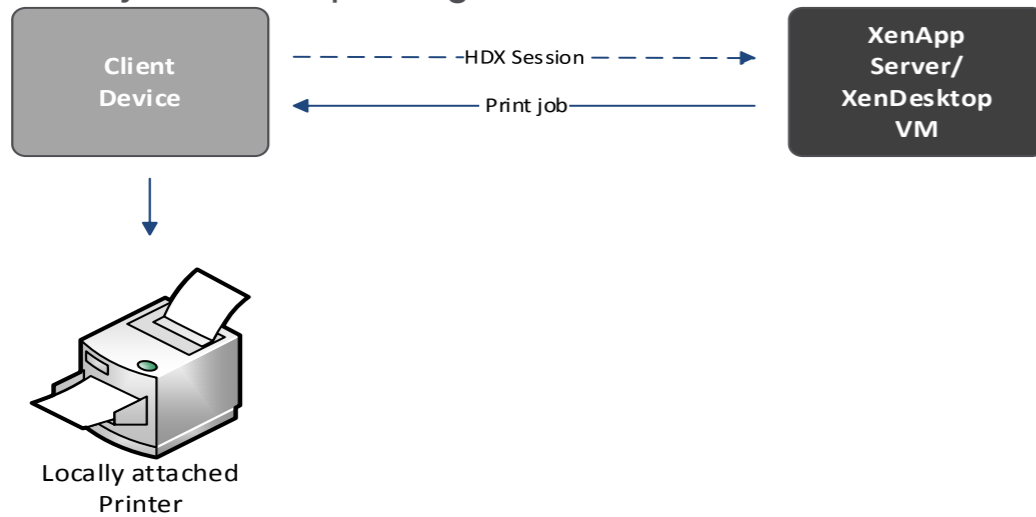 Client
Device
HDX Session
Print job
XenApp
Server/
XenDesktop
VM
Locally attached
Printer